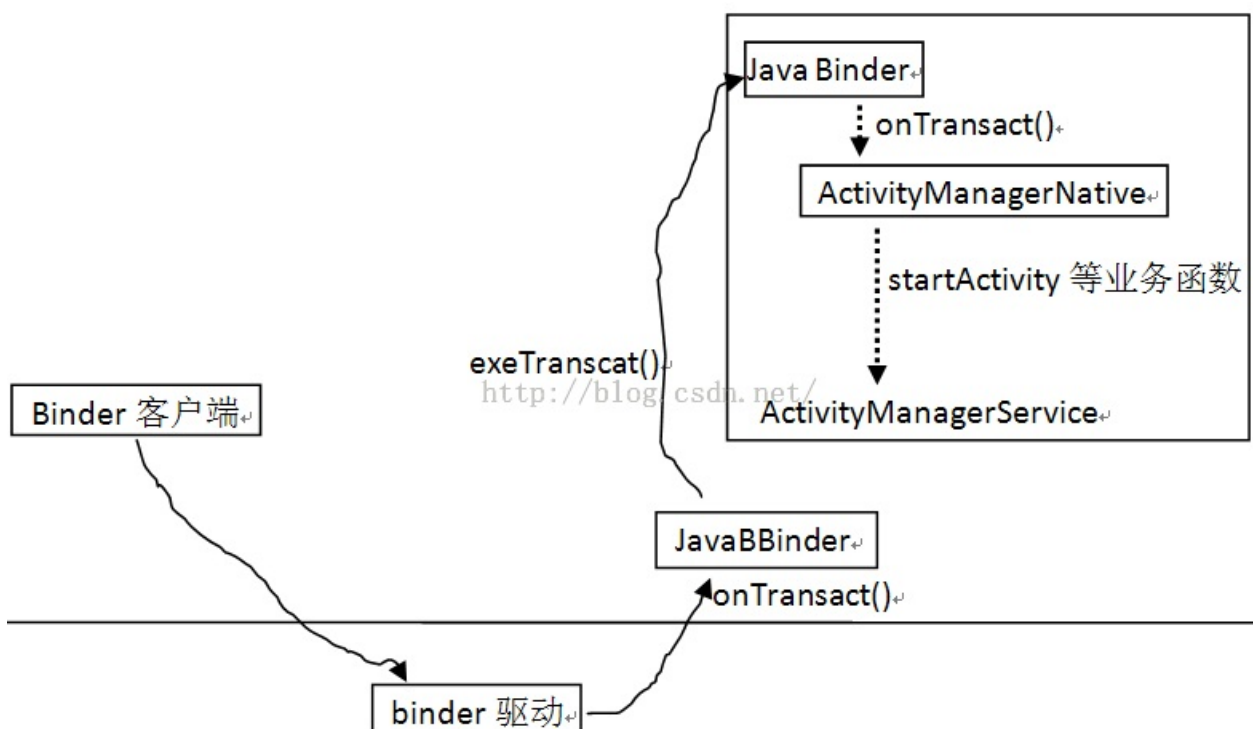 Java Binder
onTransact()
ActivityManagerNative
startActivity 等业务函数
exeTranscat()
http://blog.csdn.net/
Binder 客户端
ActivityManagerService
JavaBBinder
onTransact()
binder 驱动